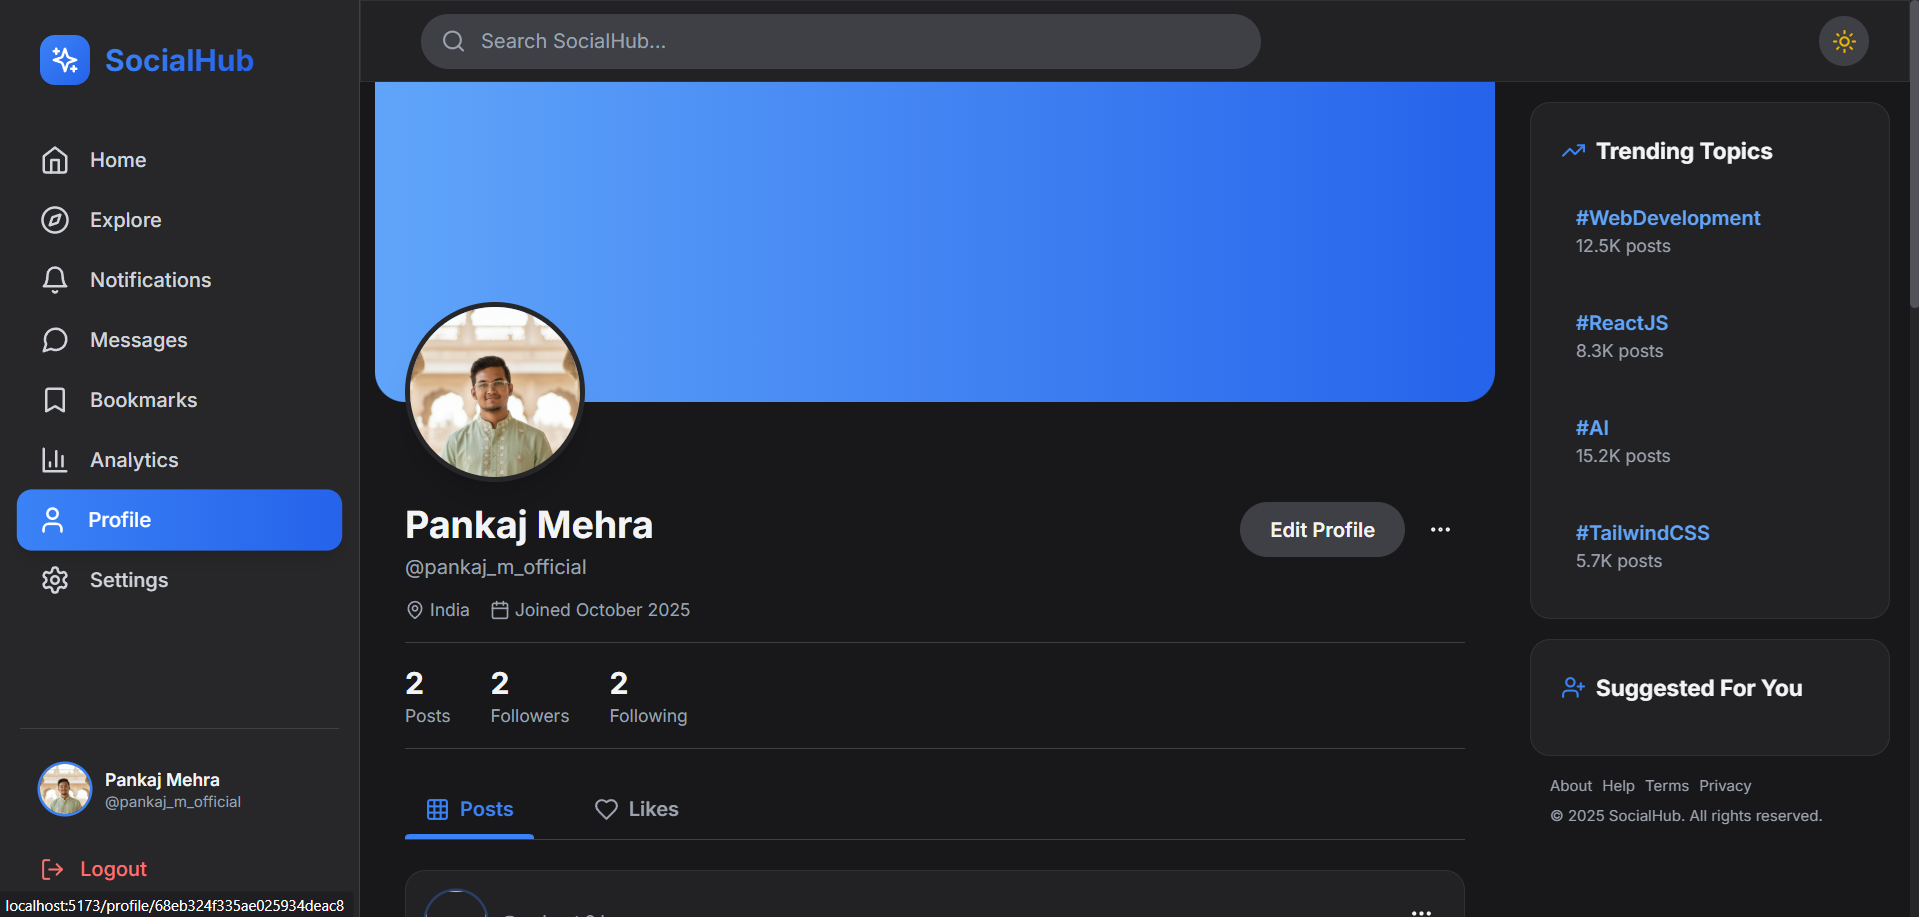 SocialHub
Search SocialHub...
Home
Explore
Notifications
Messages
Bookmarks
Analytics
Profile
Settings
Pankaj Mehra
@pankaj_m_official
Logout
localhost:5173/profile/68eb324f335ae025934deac8
Pankaj Mehra
@pankaj_m_official
India Joined October 2025
Edit Profile
2 2 2
Posts Followers Following
Posts Likes
Trending Topics
#WebDevelopment
12.5K posts
#ReactJS
8.3K posts
#AI
15.2K posts
#TailwindCSS
5.7K posts
Suggested For You
About Help Terms Privacy
© 2025 SocialHub. All rights reserved.